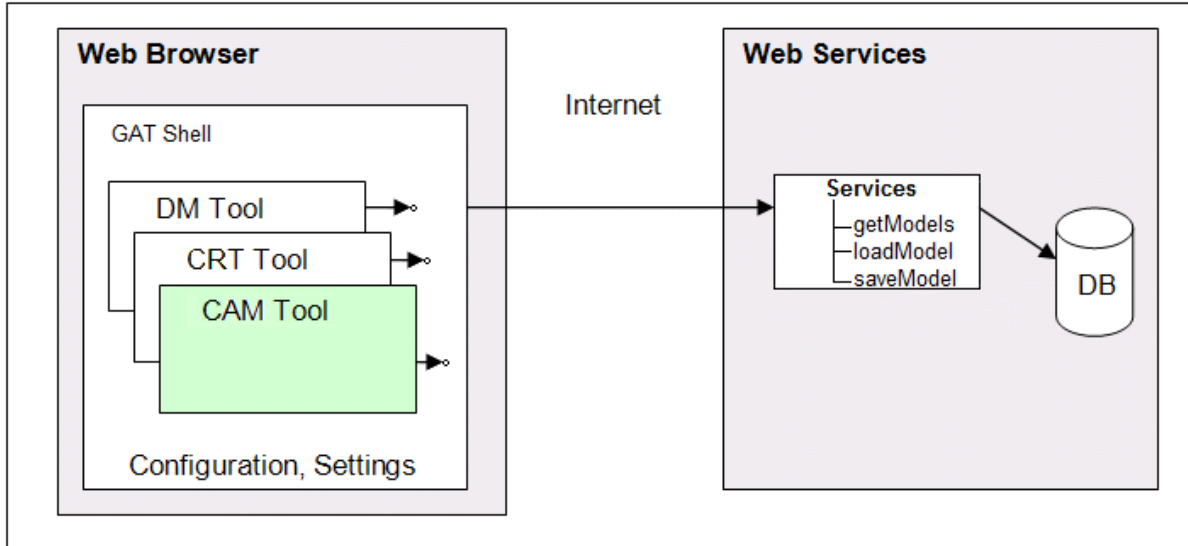 Web Browser
GAT Shell
DM Tool
CRT Tool
CAM Tool
Configuration, Settings
Internet
Web Services
Services
getModels
loadModel
saveModel
DB